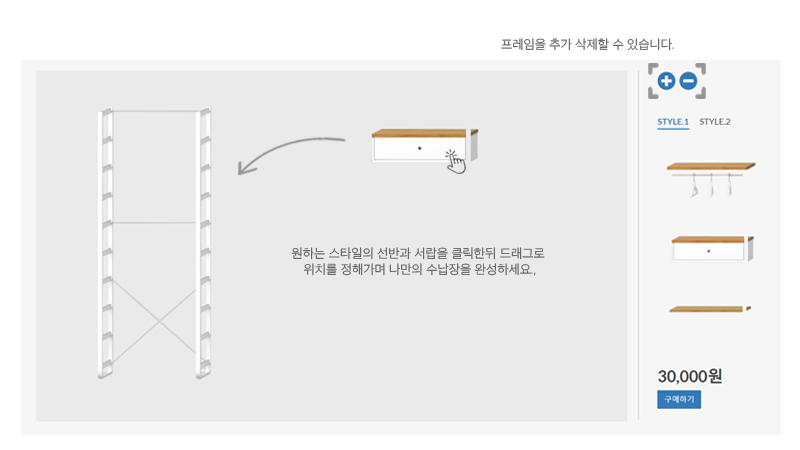 프레임을 추가 삭제할 수 있습니다.
STYLE.1 STYLE.2
원하는 스타일의 선반과 서랍을 클릭한뒤 드래그로
위치를 정해가며 나만의 수납장을 완성하세요.,
30,000원
구매하기